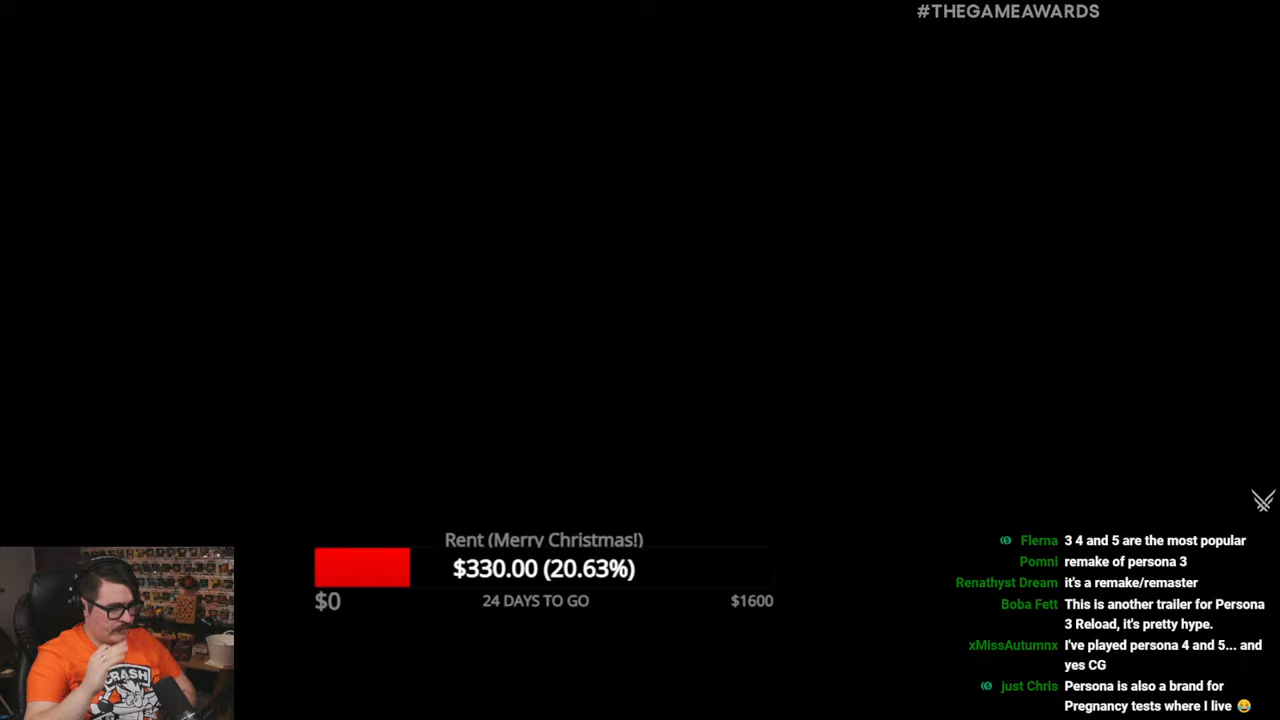 #THEGAMEAWARDS
Rent (Merry Christmas!)
$330.00 (20.63%)
$0
24 DAYS TO GO
$1600
Flerna 3 4 and 5 are the most popular
Pomni remake of persona 3
Renathyst Dream it's a remake/remaster
Boba Fett This is another trailer for Persona
3 Reload, it's pretty hype.
xMissAutumnx I've played persona 4 and 5... and
yes CG
just Chris Persona is also a brand for
Pregnancy tests where I live 😂
CRASH